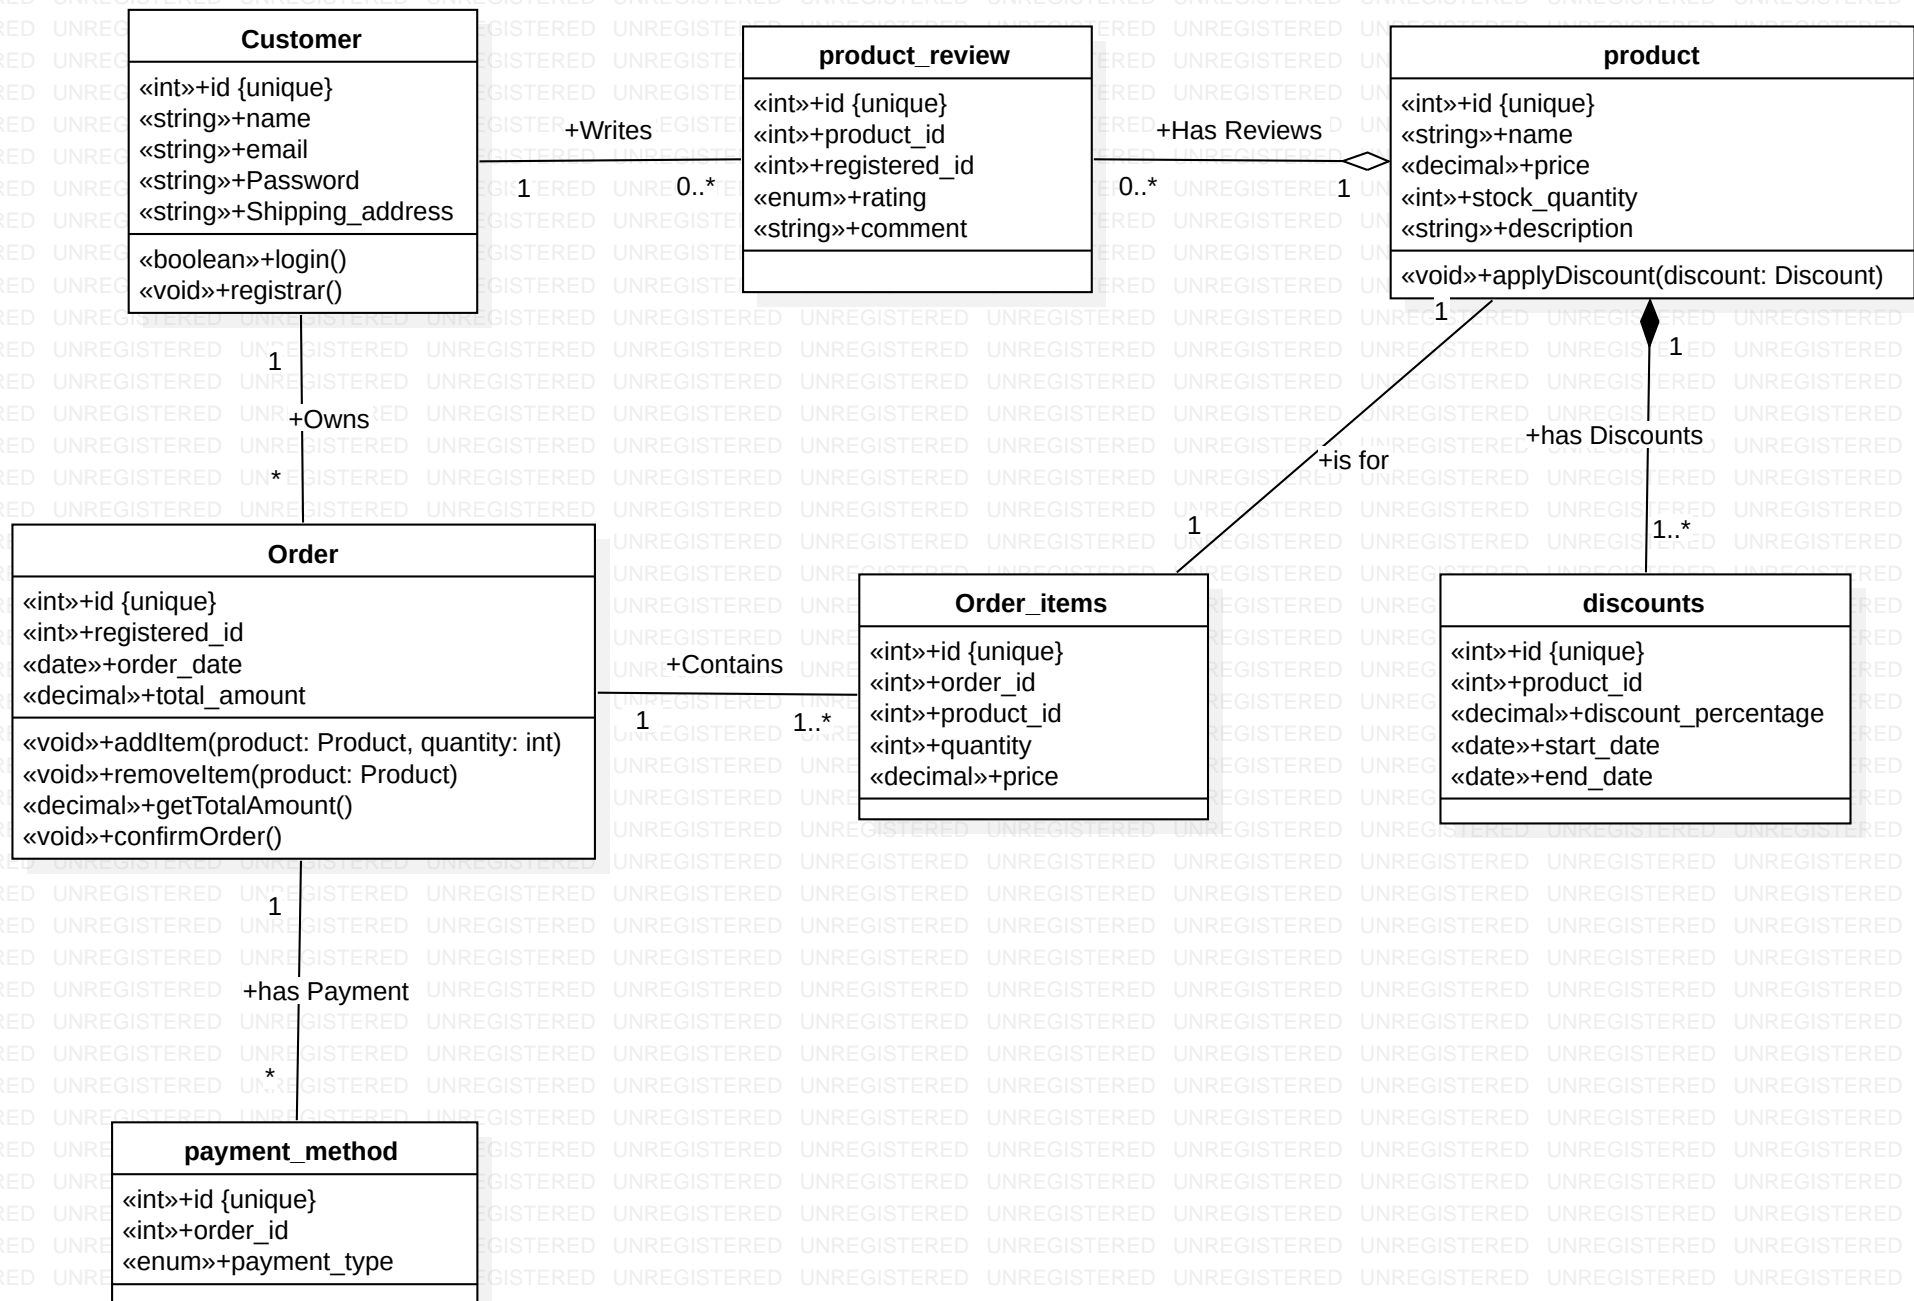 Customer
«int»+id {unique}
«string»+name
«string»+email
«string»+Password
«string»+Shipping_address
«boolean»+login()
«void»+registrar()
+Writes
1
0..*
product_review
«int»+id {unique}
«int»+product_id
«int»+registered_id
«enum»+rating
«string»+comment
+Has Reviews
0..*
1
product
«int»+id {unique}
«string»+name
«decimal»+price
«int»+stock_quantity
«string»+description
«void»+applyDiscount(discount: Discount)
1
+Owns
*
1
+is for
1
1
+has Discounts
1..*
Order
«int»+id {unique}
«int»+registered_id
«date»+order_date
«decimal»+total_amount
«void»+addItem(product: Product, quantity: int)
«void»+removeItem(product: Product)
«decimal»+getTotalAmount()
«void»+confirmOrder()
+Contains
1
1..*
Order_items
«int»+id {unique}
«int»+order_id
«int»+product_id
«int»+quantity
«decimal»+price
discounts
«int»+id {unique}
«int»+product_id
«decimal»+discount_percentage
«date»+start_date
«date»+end_date
1
+has Payment
*
payment_method
«int»+id {unique}
«int»+order_id
«enum»+payment_type
UNREGISTERED